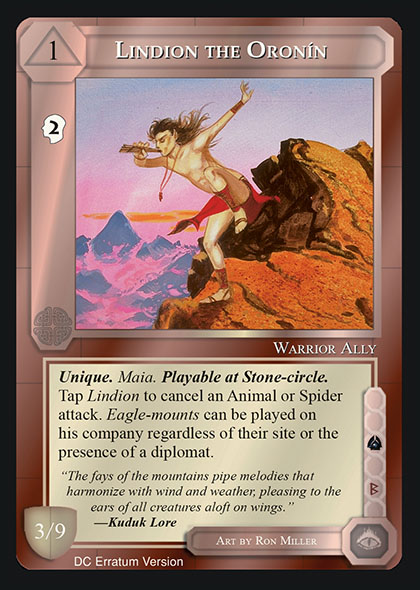 1
LINDION THE ORONÍN
2
WARRIOR ALLY
Unique. Maia. Playable at Stone-circle.
Tap Lindion to cancel an Animal or Spider
attack. Eagle-mounts can be played on
his company regardless of their site or the
presence of a diplomat.
“The fays of the mountains pipe melodies that
harmonize with wind and weather, pleasing to the
ears of all creatures aloft on wings.”
—Kuduk Lore
3/9
ART BY RON MILLER
DC Erratum Version